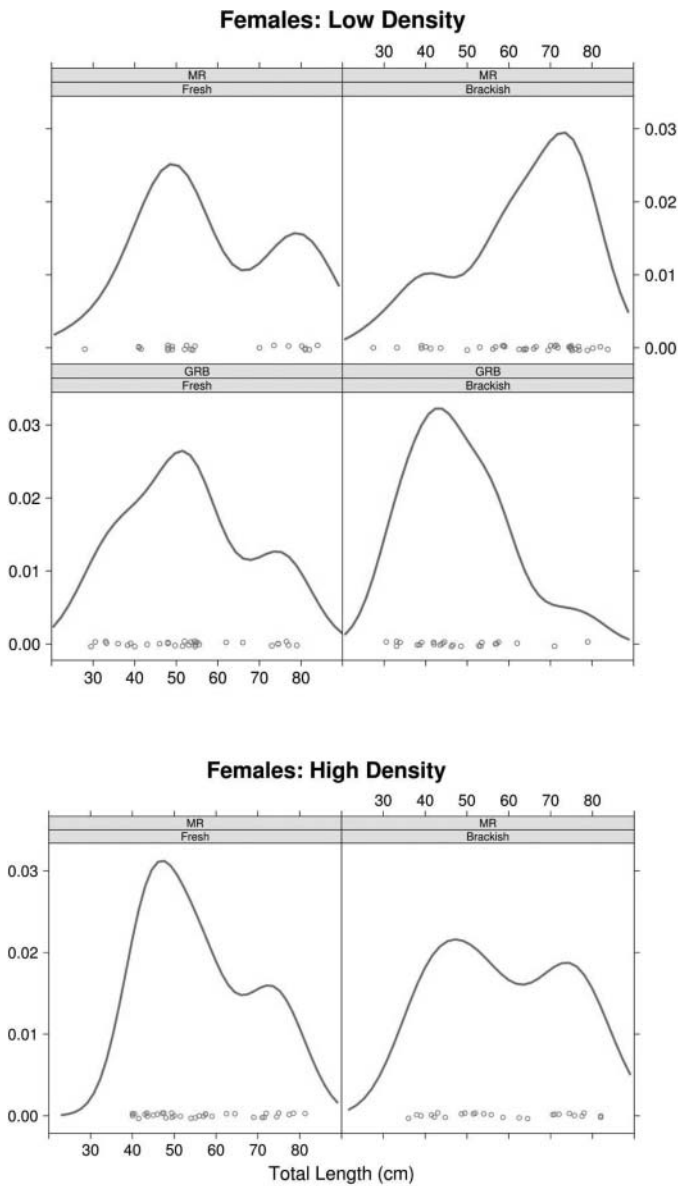 Females: Low Density
30 40 50 60 70 80
MR MR
Fresh Brackish
0.03
0.02
0.01
0.00
GRB GRB
Fresh Brackish
0.03
0.02
0.01
0.00
30 40 50 60 70 80
Females: High Density
30 40 50 60 70 80
MR MR
Fresh Brackish
0.03
0.02
0.01
0.00
30 40 50 60 70 80
Total Length (cm)